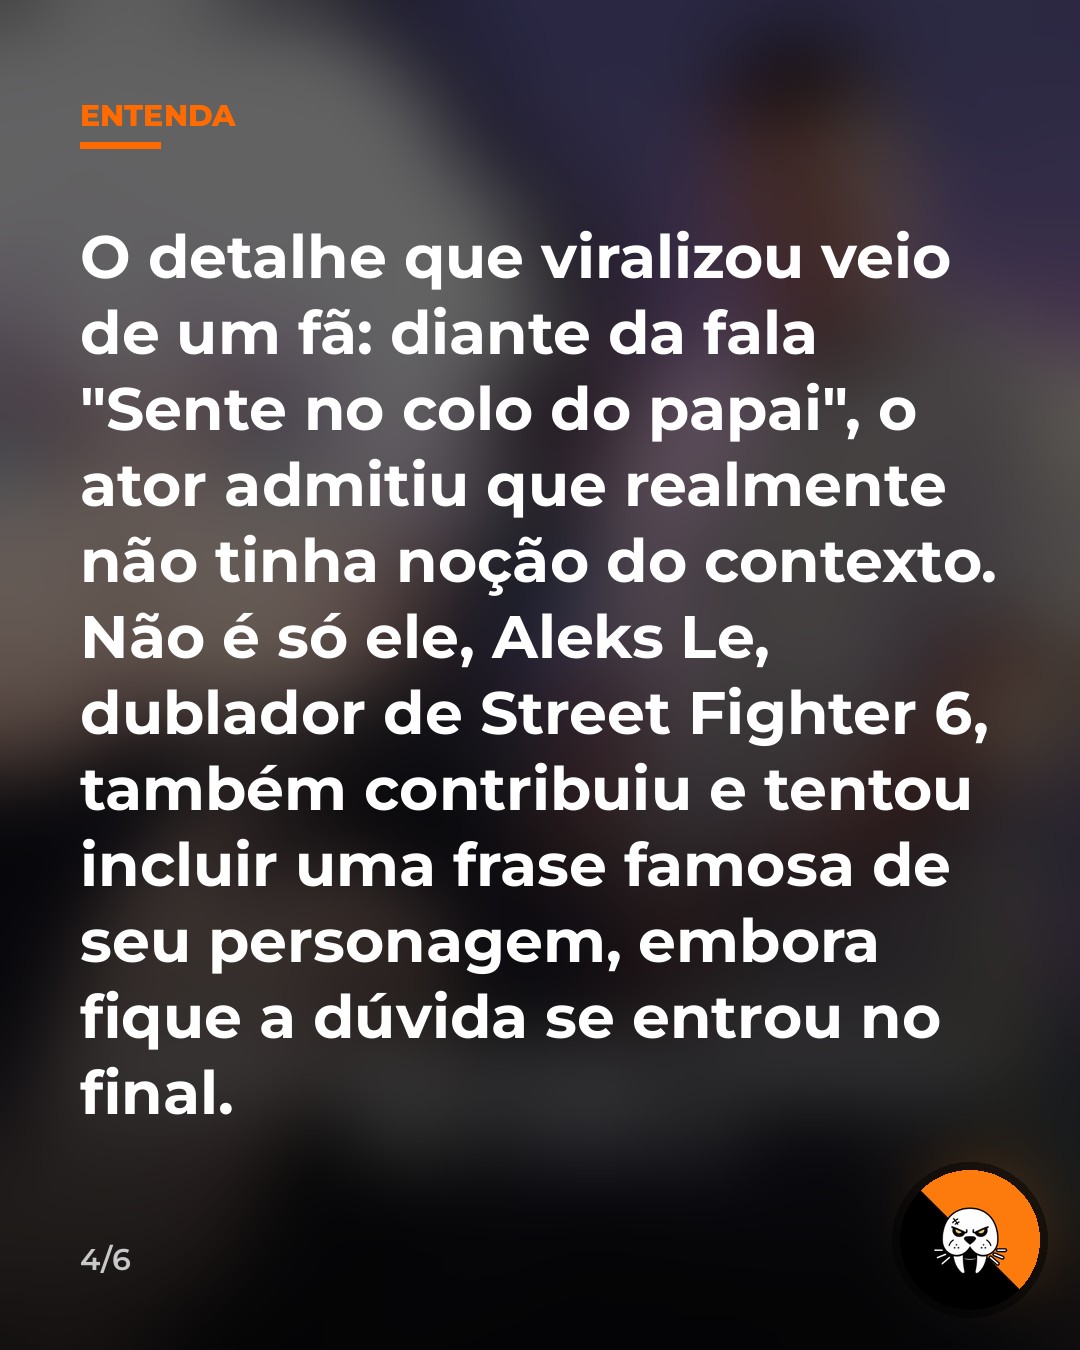 ENTENDA
O detalhe que viralizou veio
de um fã: diante da fala
"Sente no colo do papai", o
ator admitiu que realmente
não tinha noção do contexto.
Não é só ele, Aleks Le,
dublador de Street Fighter 6,
também contribuiu e tentou
incluir uma frase famosa de
seu personagem, embora
fique a dúvida se entrou no
final.
4/6